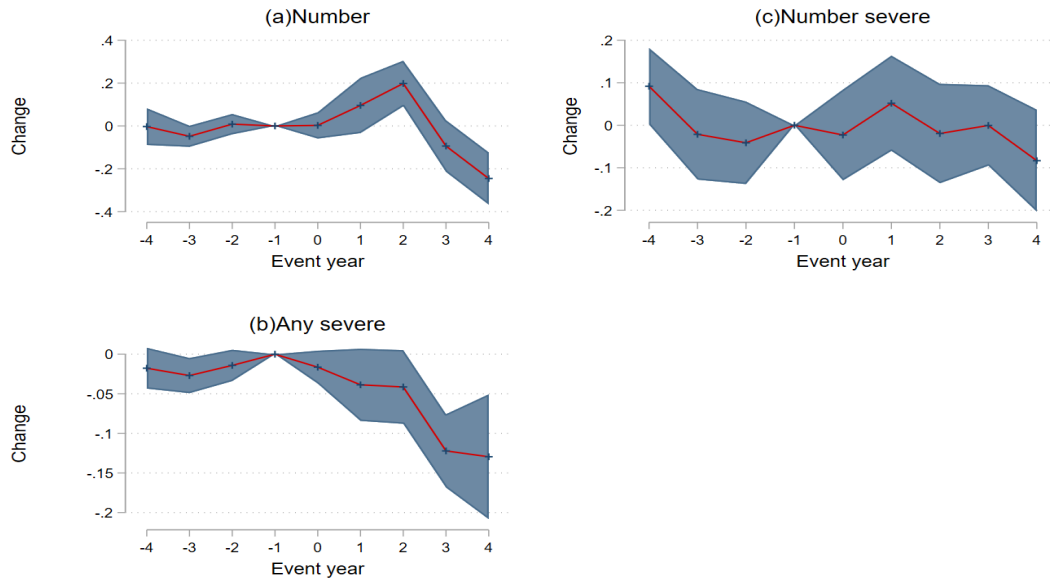 (a)Number
Change
.4
.2
0
-.2
-.4
-4 -3 -2 -1 0 1 2 3 4
Event year
(c)Number severe
Change
.2
.1
0
-.1
-.2
-4 -3 -2 -1 0 1 2 3 4
Event year
(b)Any severe
Change
0
-.05
-.1
-.15
-.2
-4 -3 -2 -1 0 1 2 3 4
Event year